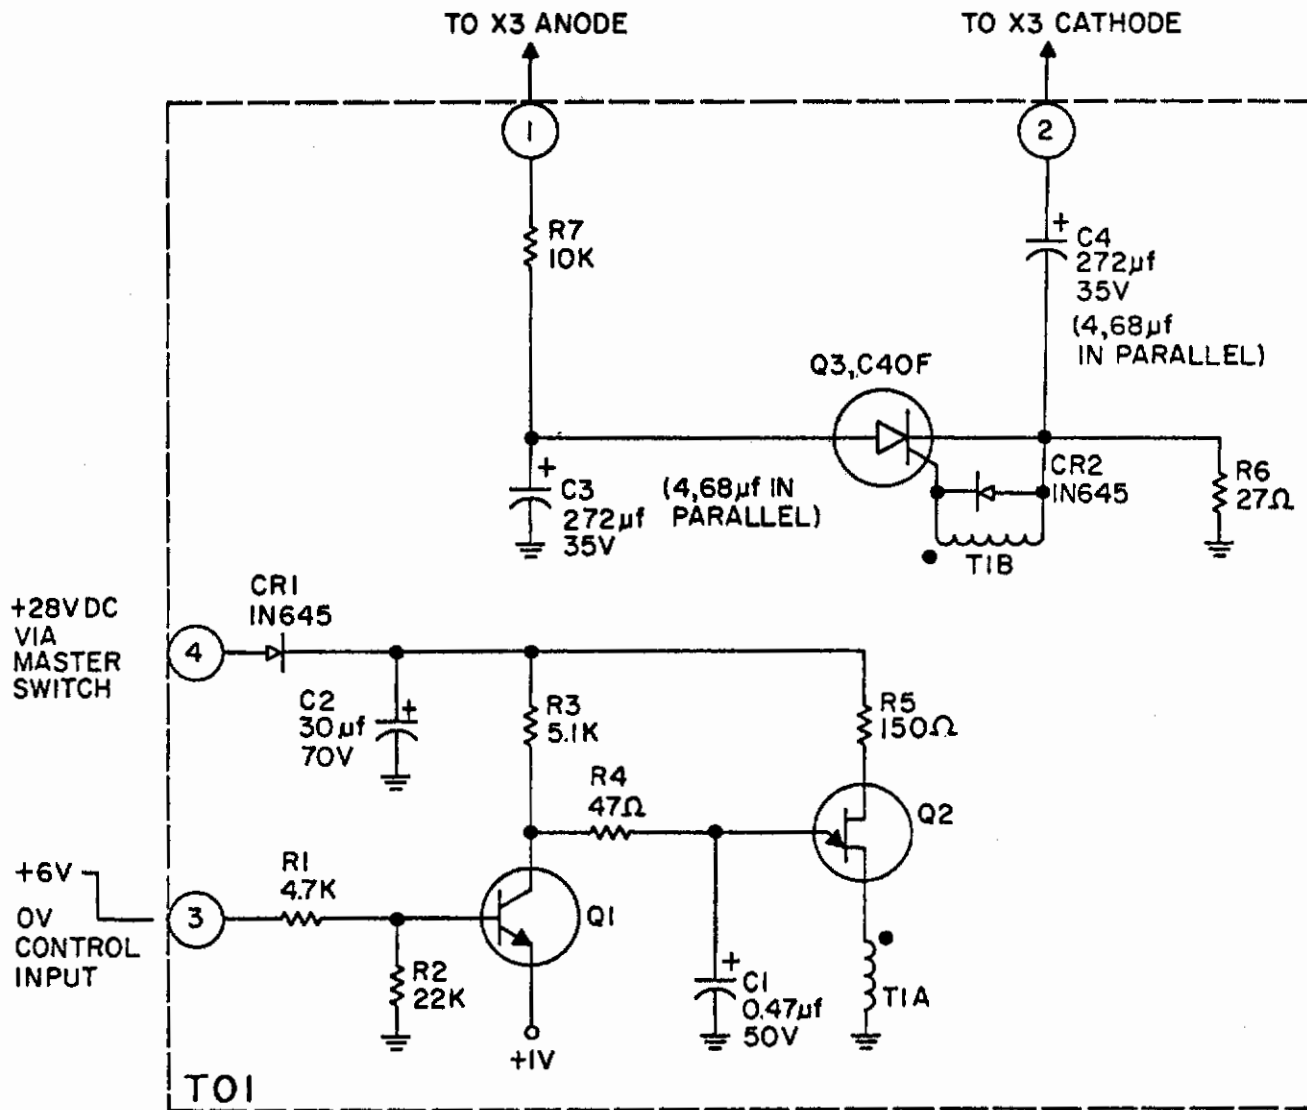 TO X3 ANODE
TO X3 CATHODE
1
2
R7
10K
+
C4
272µf
35V
(4,68µf
IN PARALLEL)
Q3,C40F
+
C3
272µf
35V
(4,68µf IN
PARALLEL)
CR2
IN645
R6
27Ω
T1B
+28VDC
VIA
MASTER
SWITCH
4
CR1
IN645
C2
30µf
70V
+
R3
5.1K
R5
150Ω
R4
47Ω
Q2
+6V
0V
CONTROL
INPUT
3
R1
4.7K
Q1
R2
22K
+1V
+
C1
0.47µf
50V
T1A
TO1